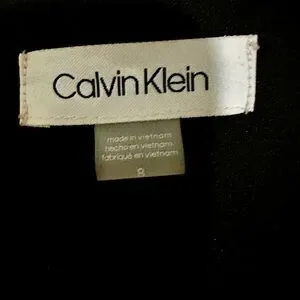 Calvin Klein
made in vietnam
hecho en vietnam
fabriqué en vietnam
8